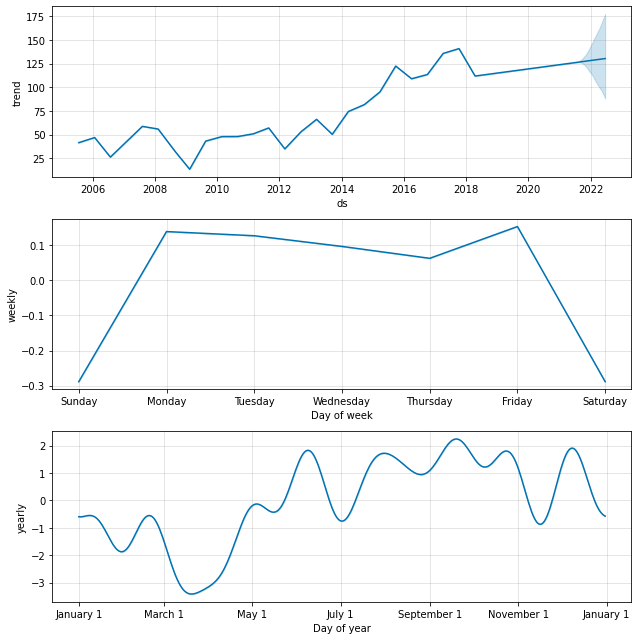 175
150
125
100
75
50
25
trend
2006 2008 2010 2012 2014 2016 2018 2020 2022
ds
0.1
0.0
−0.1
−0.2
−0.3
weekly
Sunday Monday Tuesday Wednesday Thursday Friday Saturday
Day of week
2
1
0
−1
−2
−3
yearly
January 1 March 1 May 1 July 1 September 1 November 1 January 1
Day of year